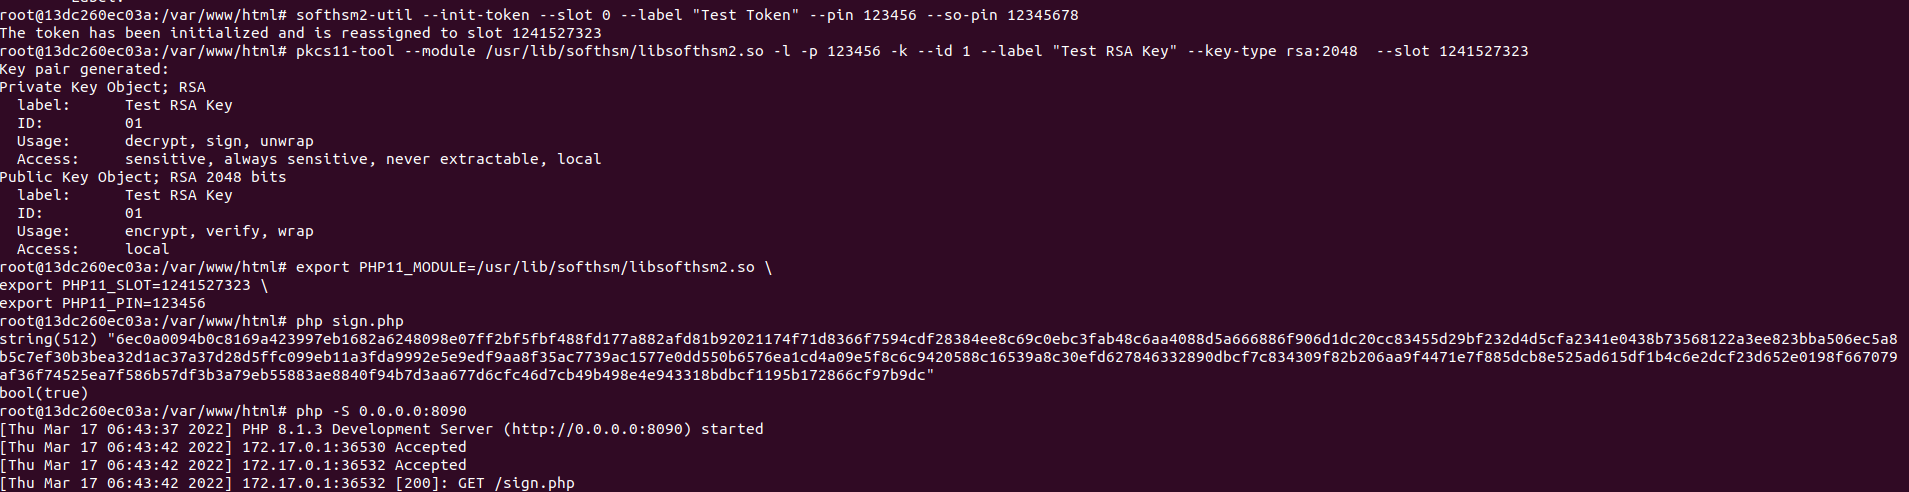 Label:
root@13dc260ec03a:/var/www/html# softhsm2-util --init-token --slot 0 --label "Test Token" --pin 123456 --so-pin 12345678
The token has been initialized and is reassigned to slot 1241527323
root@13dc260ec03a:/var/www/html# pkcs11-tool --module /usr/lib/softhsm/libsofthsm2.so -l -p 123456 -k --id 1 --label "Test RSA Key" --key-type rsa:2048  --slot 1241527323
Key pair generated:
Private Key Object; RSA
  label:      Test RSA Key
  ID:         01
  Usage:      decrypt, sign, unwrap
  Access:     sensitive, always sensitive, never extractable, local
Public Key Object; RSA 2048 bits
  label:      Test RSA Key
  ID:         01
  Usage:      encrypt, verify, wrap
  Access:     local
root@13dc260ec03a:/var/www/html# export PHP11_MODULE=/usr/lib/softhsm/libsofthsm2.so \
export PHP11_SLOT=1241527323 \
export PHP11_PIN=123456
root@13dc260ec03a:/var/www/html# php sign.php
string(512) "6ec0a0094b0c8169a423997eb1682a6248098e07ff2bf5fbf488fd177a882afd81b92021174f71d8366f7594cdf28384ee8c69c0ebc3fab48c6aa4088d5a666886f906d1dc20cc83455d29bf232d4d5cfa2341e0438b73568122a3ee823bba506ec5a8
b5c7ef30b3bea32d1ac37a37d28d5ffc099eb11a3fda9992e5e9edf9aa8f35ac7739ac1577e0dd550b6576ea1cd4a09e5f8c6c9420588c16539a8c30efd627846332890dbcf7c834309f82b206aa9f4471e7f885dcb8e525ad615df1b4c6e2dcf23d652e0198f667079
af36f74525ea7f586b57df3b3a79eb55883ae8840f94b7d3aa677d6cfc46d7cb49b498e4e943318bdbcf1195b172866cf97b9dc"
bool(true)
root@13dc260ec03a:/var/www/html# php -S 0.0.0.0:8090
[Thu Mar 17 06:43:37 2022] PHP 8.1.3 Development Server (http://0.0.0.0:8090) started
[Thu Mar 17 06:43:42 2022] 172.17.0.1:36530 Accepted
[Thu Mar 17 06:43:42 2022] 172.17.0.1:36532 Accepted
[Thu Mar 17 06:43:42 2022] 172.17.0.1:36532 [200]: GET /sign.php